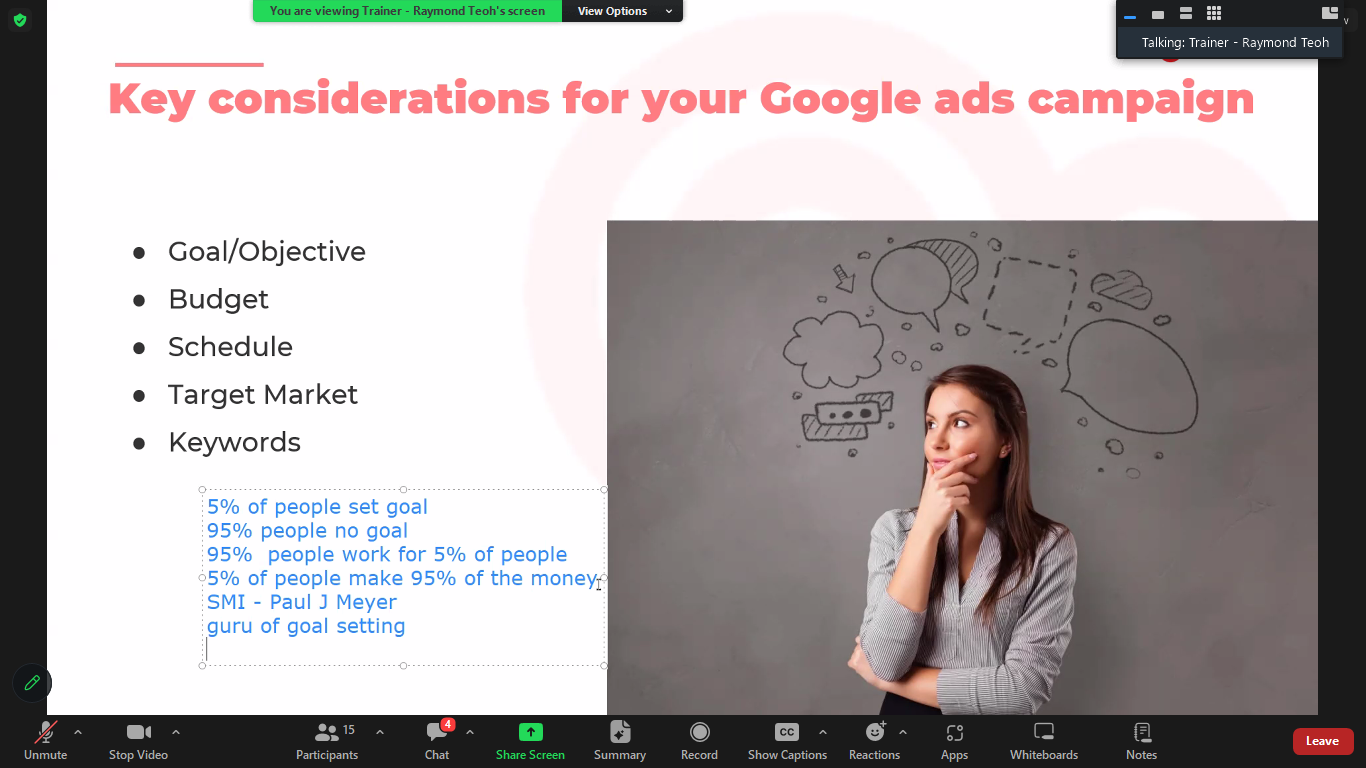 You are viewing Trainer - Raymond Teoh's screen
View Options
Talking: Trainer - Raymond Teoh
Key considerations for your Google ads campaign
● Goal/Objective
● Budget
● Schedule
● Target Market
● Keywords
5% of people set goal
95% people no goal
95%  people work for 5% of people
5% of people make 95% of the money
SMI - Paul J Meyer
guru of goal setting
Unmute
Stop Video
15
Participants
4
Chat
Share Screen
Summary
Record
CC
Show Captions
Reactions
Apps
Whiteboards
Notes
Leave